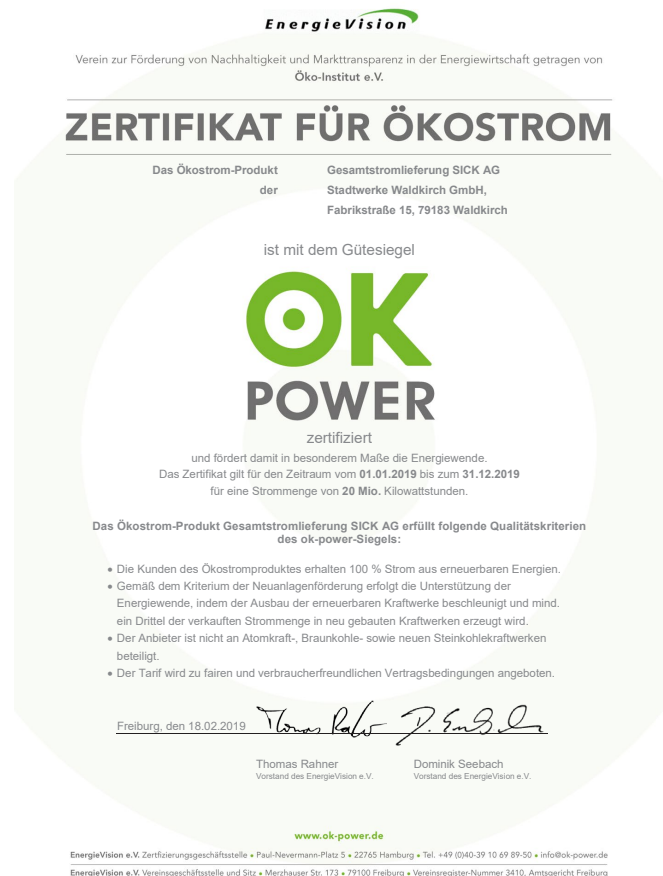 EnergieVision
Verein zur Förderung von Nachhaltigkeit und Markttransparenz in der Energiewirtschaft getragen von
Öko-Institut e.V.
ZERTIFIKAT FÜR ÖKOSTROM
Das Ökostrom-Produkt Gesamtstromlieferung SICK AG
der Stadtwerke Waldkirch GmbH,
Fabrikstraße 15, 79183 Waldkirch
ist mit dem Gütesiegel
OK
POWER
zertifiziert
und fördert damit in besonderem Maße die Energiewende.
Das Zertifikat gilt für den Zeitraum vom 01.01.2019 bis zum 31.12.2019
für eine Strommenge von 20 Mio. Kilowattstunden.
Das Ökostrom-Produkt Gesamtstromlieferung SICK AG erfüllt folgende Qualitätskriterien
des ok-power-Siegels:
• Die Kunden des Ökostromproduktes erhalten 100 % Strom aus erneuerbaren Energien.
• Gemäß dem Kriterium der Neuanlagenförderung erfolgt die Unterstützung der
Energiewende, indem der Ausbau der erneuerbaren Kraftwerke beschleunigt und mind.
ein Drittel der verkauften Strommenge in neu gebauten Kraftwerken erzeugt wird.
• Der Anbieter ist nicht an Atomkraft-, Braunkohle- sowie neuen Steinkohlekraftwerken
beteiligt.
• Der Tarif wird zu fairen und verbraucherfreundlichen Vertragsbedingungen angeboten.
Freiburg, den 18.02.2019
Thomas Rahner Dominik Seebach
Vorstand des EnergieVision e.V. Vorstand des EnergieVision e.V.
www.ok-power.de
EnergieVision e.V. Zertfizierungsgeschäftsstelle • Paul-Nevermann-Platz 5 • 22765 Hamburg • Tel. +49 (0)40-39 10 69 89-50 • info@ok-power.de
EnergieVision e.V. Vereinsgeschäftsstelle und Sitz • Merzhauser Str. 173 • 79100 Freiburg • Vereinsregister-Nummer 3410, Amtsgericht Freiburg